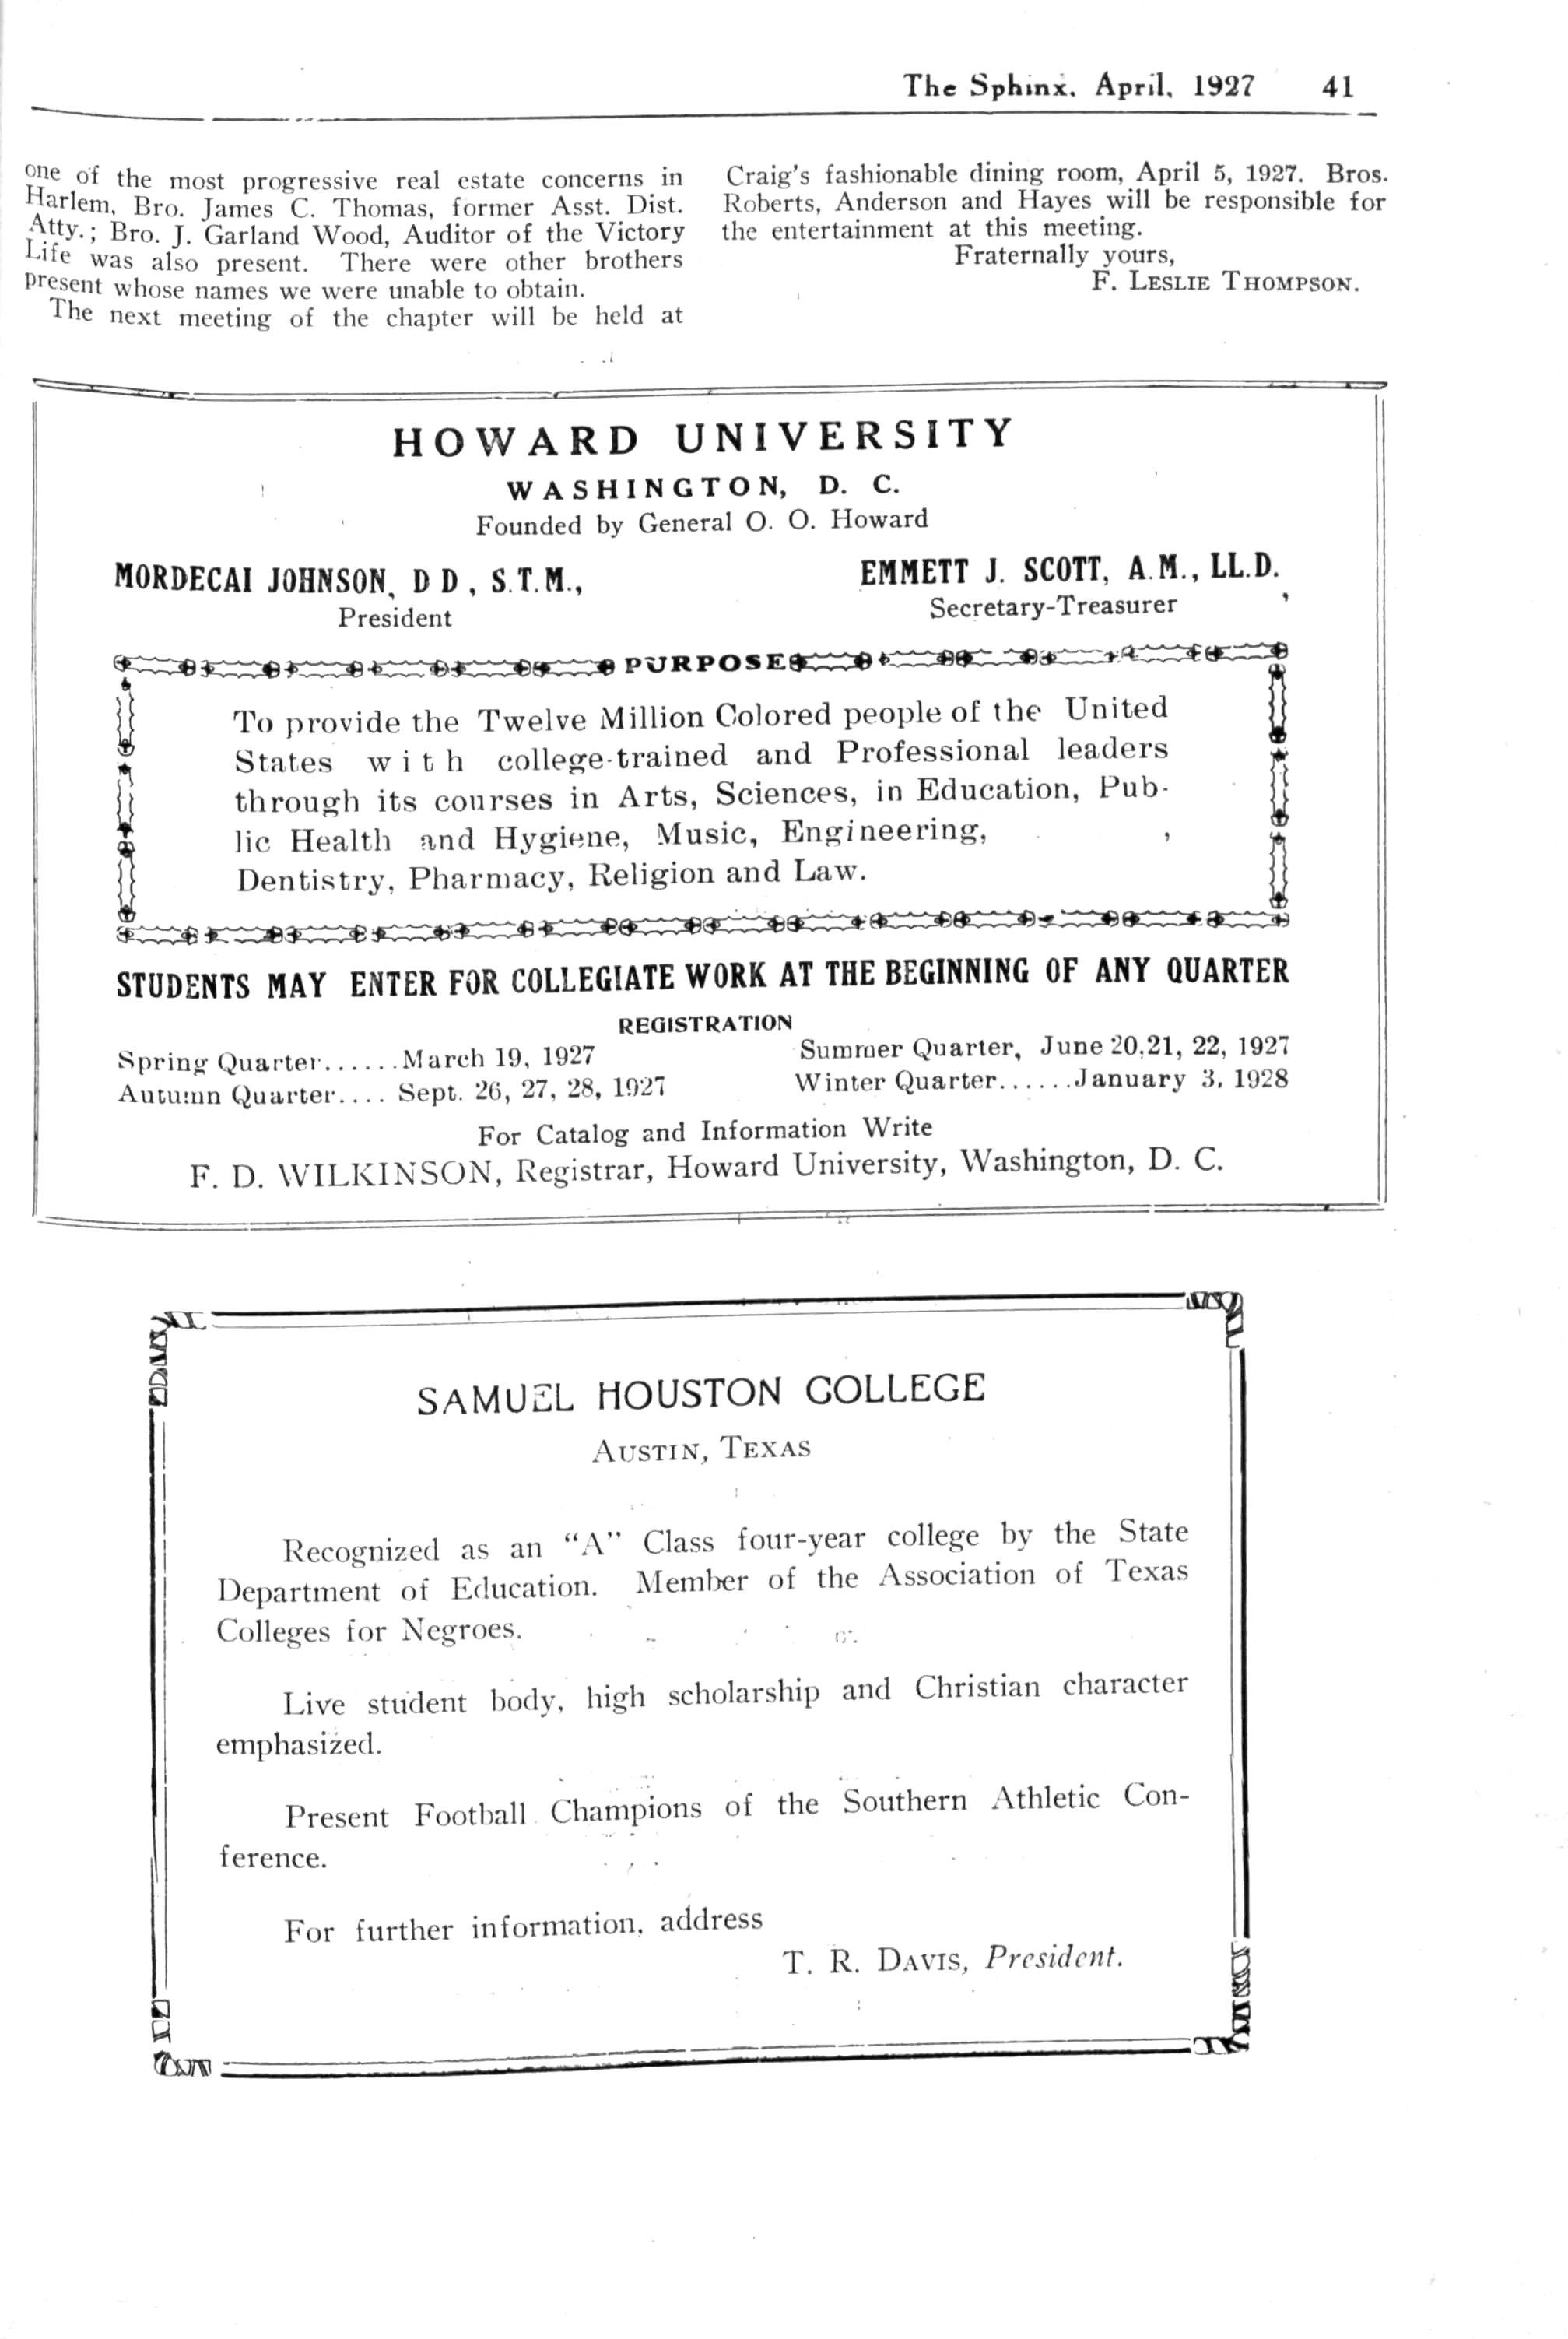 The Sphinx, April, 1927 41
one of the most progressive real estate concerns in
Harlem, Bro. James C. Thomas, former Asst. Dist.
Atty.; Bro. J. Garland Wood, Auditor of the Victory
Life was also present. There were other brothers
present whose names we were unable to obtain.
The next meeting of the chapter will be held at
Craig's fashionable dining room, April 5, 1927. Bros.
Roberts, Anderson and Hayes will be responsible for
the entertainment at this meeting.
Fraternally yours,
F. LESLIE THOMPSON.
HOWARD UNIVERSITY
WASHINGTON, D. C.
Founded by General O. O. Howard
MORDECAI JOHNSON, D D , S.T.M.,
President
EMMETT J. SCOTT, A.M., LL.D.
Secretary-Treasurer
PURPOSE
To provide the Twelve Million Colored people of the United
States with college-trained and Professional leaders
through its courses in Arts, Sciences, in Education, Pub-
lic Health and Hygiene, Music, Engineering,
Dentistry, Pharmacy, Religion and Law.
STUDENTS MAY ENTER FOR COLLEGIATE WORK AT THE BEGINNING OF ANY QUARTER
REGISTRATION
Spring Quarter......March 19, 1927
Autumn Quarter.... Sept. 26, 27, 28, 1927
Summer Quarter, June 20,21, 22, 1927
Winter Quarter......January 3, 1928
For Catalog and Information Write
F. D. WILKINSON, Registrar, Howard University, Washington, D. C.
SAMUEL HOUSTON COLLEGE
AUSTIN, TEXAS
Recognized as an "A" Class four-year college by the State
Department of Education. Member of the Association of Texas
Colleges for Negroes.
Live student body, high scholarship and Christian character
emphasized.
Present Football Champions of the Southern Athletic Con-
ference.
For further information, address
T. R. DAVIS, President.